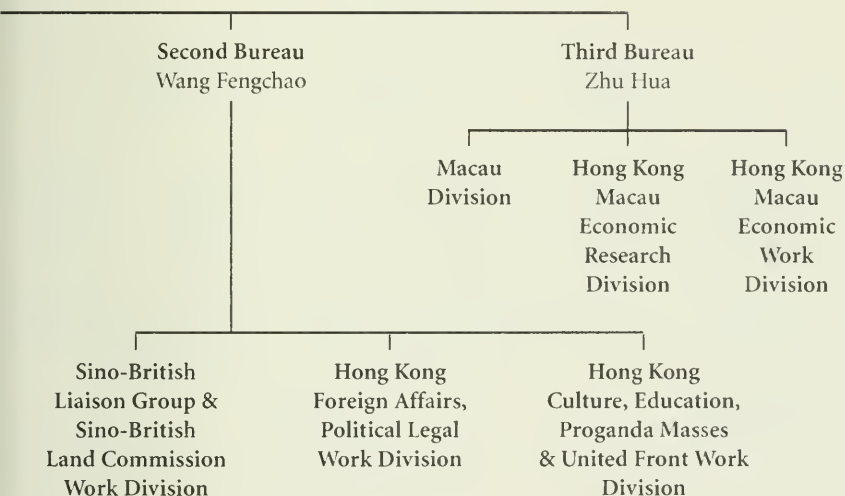 Second Bureau
Wang Fengchao
Third Bureau
Zhu Hua
Macau
Division
Hong Kong
Macau
Economic
Research
Division
Hong Kong
Macau
Economic
Work
Division
Sino-British
Liaison Group &
Sino-British
Land Commission
Work Division
Hong Kong
Foreign Affairs,
Political Legal
Work Division
Hong Kong
Culture, Education,
Proganda Masses
& United Front Work
Division